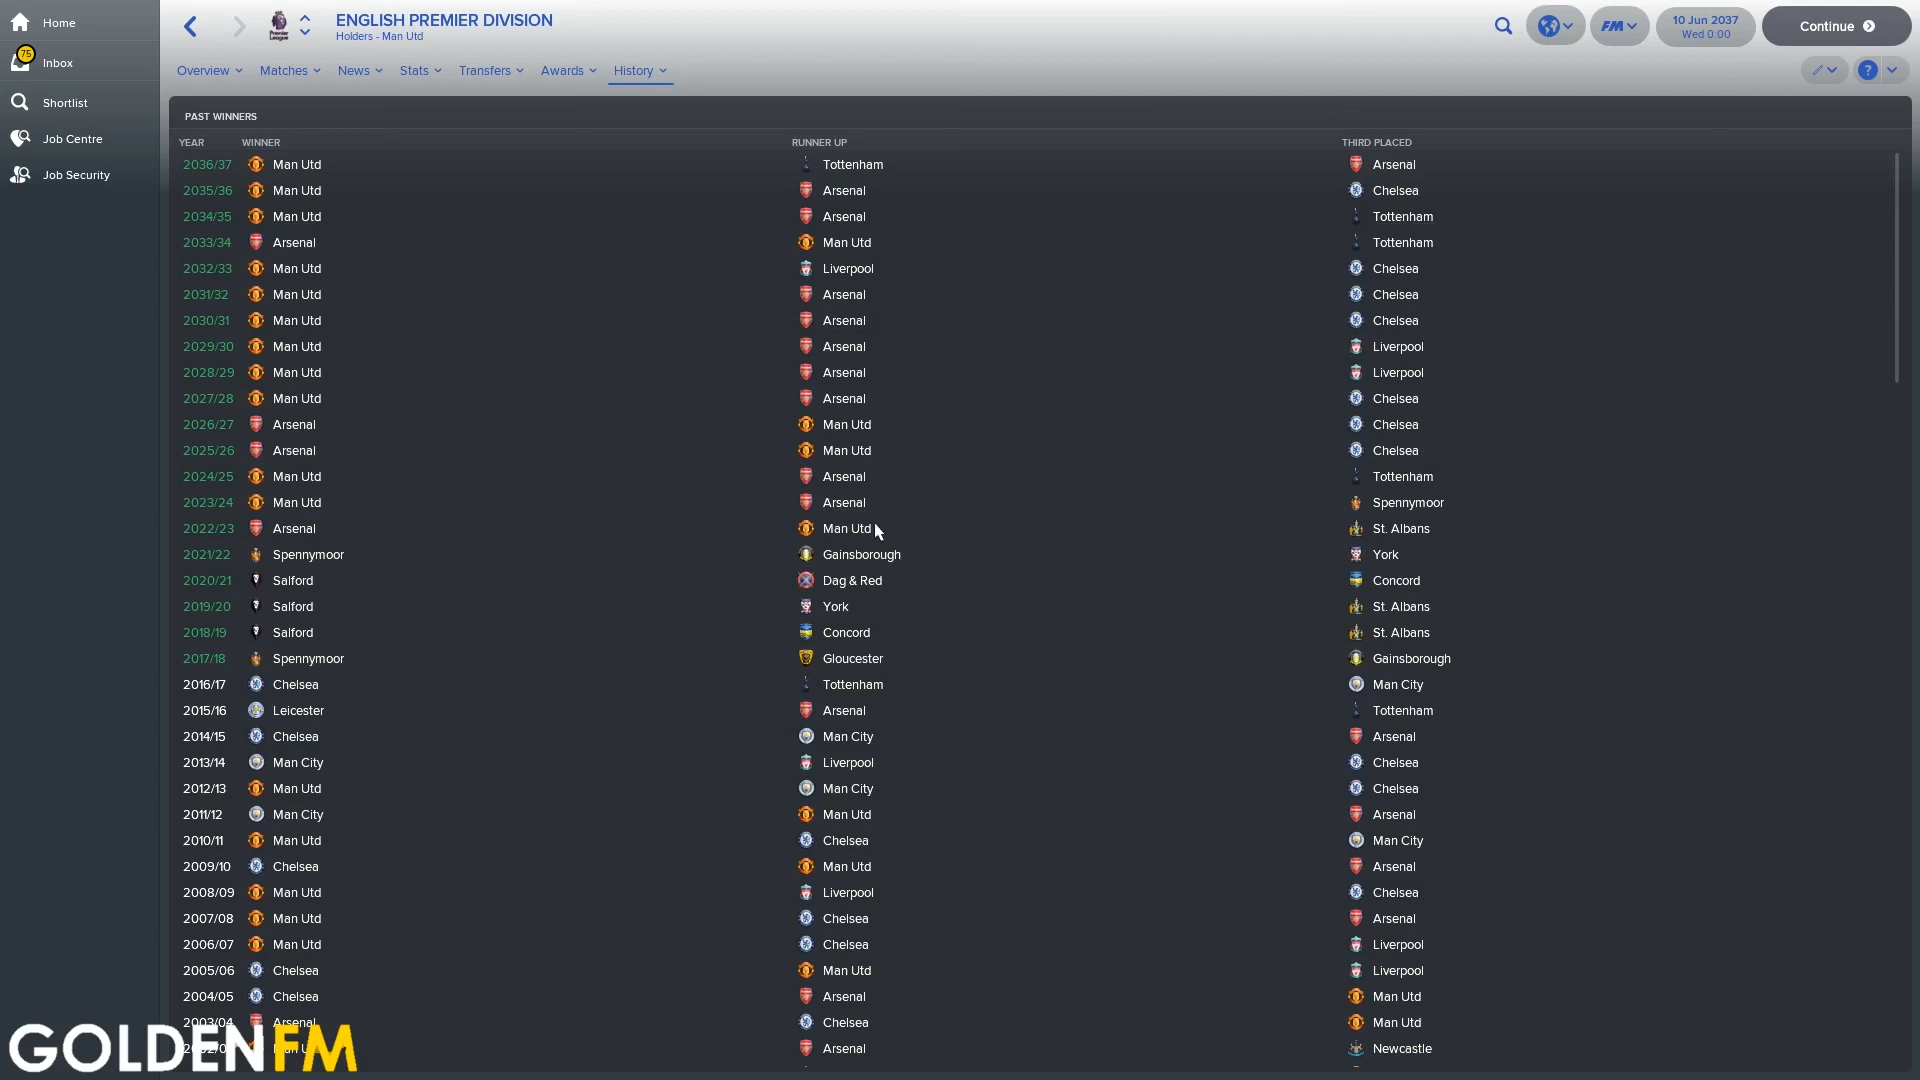 Home
75
Inbox
Shortlist
Job Centre
Job Security
Premier League
ENGLISH PREMIER DIVISION
Holders - Man Utd
FM
10 Jun 2037
Wed 0:00
Continue
Overview Matches News Stats Transfers Awards History
?
PAST WINNERS
YEAR WINNER RUNNER UP THIRD PLACED
2036/37 Man Utd Tottenham Arsenal
2035/36 Man Utd Arsenal Chelsea
2034/35 Man Utd Arsenal Tottenham
2033/34 Arsenal Man Utd Tottenham
2032/33 Man Utd Liverpool Chelsea
2031/32 Man Utd Arsenal Chelsea
2030/31 Man Utd Arsenal Chelsea
2029/30 Man Utd Arsenal Liverpool
2028/29 Man Utd Arsenal Liverpool
2027/28 Man Utd Arsenal Chelsea
2026/27 Arsenal Man Utd Chelsea
2025/26 Arsenal Man Utd Chelsea
2024/25 Man Utd Arsenal Tottenham
2023/24 Man Utd Arsenal Spennymoor
2022/23 Arsenal Man Utd St. Albans
2021/22 Spennymoor Gainsborough York
2020/21 Salford Dag & Red Concord
2019/20 Salford York St. Albans
2018/19 Salford Concord St. Albans
2017/18 Spennymoor Gloucester Gainsborough
2016/17 Chelsea Tottenham Man City
2015/16 Leicester Arsenal Tottenham
2014/15 Chelsea Man City Arsenal
2013/14 Man City Liverpool Chelsea
2012/13 Man Utd Man City Chelsea
2011/12 Man City Man Utd Arsenal
2010/11 Man Utd Chelsea Man City
2009/10 Chelsea Man Utd Arsenal
2008/09 Man Utd Liverpool Chelsea
2007/08 Man Utd Chelsea Arsenal
2006/07 Man Utd Chelsea Liverpool
2005/06 Chelsea Man Utd Liverpool
2004/05 Chelsea Arsenal Man Utd
2003/04 Arsenal Chelsea Man Utd
Arsenal Newcastle
GOLDENFM